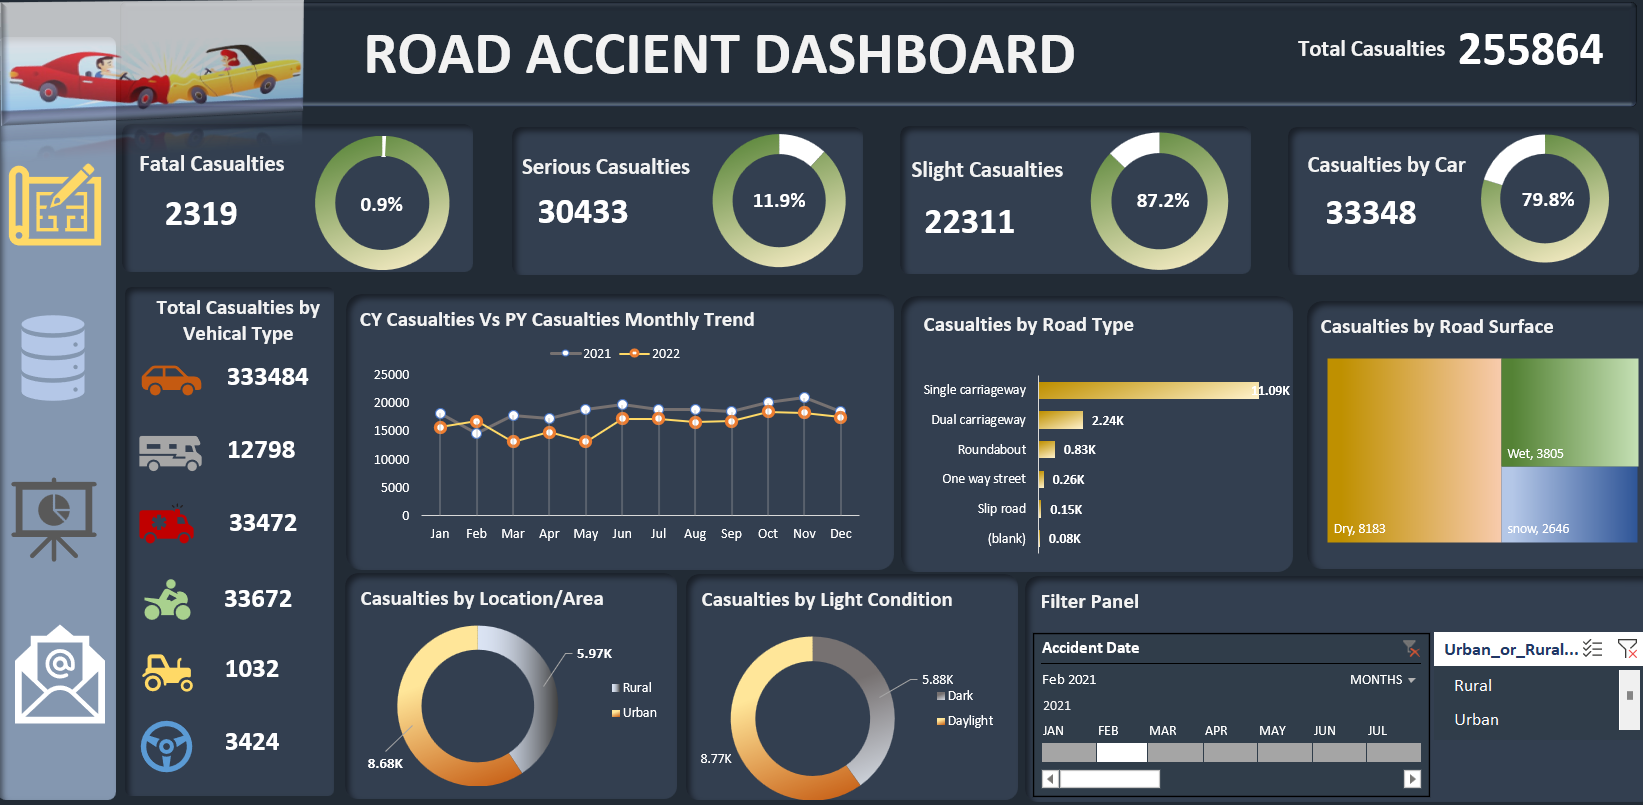 ROAD ACCIENT DASHBOARD
Total Casualties 255864
Fatal Casualties
2319
0.9%
Serious Casualties
30433
11.9%
Slight Casualties
22311
87.2%
Casualties by Car
33348
79.8%
Total Casualties by
Vehical Type
333484
12798
33472
33672
1032
3424
CY Casualties Vs PY Casualties Monthly Trend
2021 2022
25000
20000
15000
10000
5000
0
Jan Feb Mar Apr May Jun Jul Aug Sep Oct Nov Dec
Casualties by Road Type
Single carriageway 11.09K
Dual carriageway 2.24K
Roundabout 0.83K
One way street 0.26K
Slip road 0.15K
(blank) 0.08K
Casualties by Road Surface
Dry, 8183
Wet, 3805
snow, 2646
Casualties by Location/Area
5.97K
Rural
Urban
8.68K
Casualties by Light Condition
5.88K
Dark
Daylight
8.77K
Filter Panel
Accident Date
Feb 2021 MONTHS
2021
JAN FEB MAR APR MAY JUN JUL
Urban_or_Rural...
Rural
Urban
@